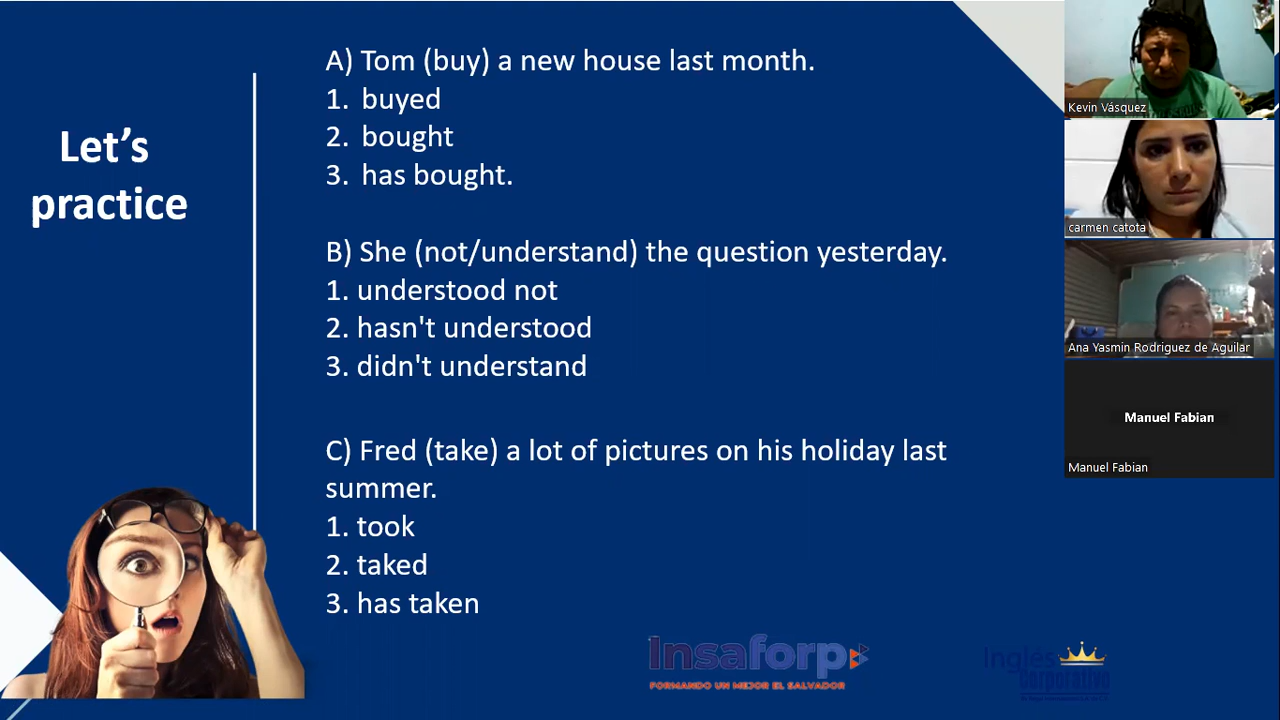 Let's
practice
A) Tom (buy) a new house last month.
1. buyed
2. bought
3. has bought.
B) She (not/understand) the question yesterday.
1. understood not
2. hasn't understood
3. didn't understand
C) Fred (take) a lot of pictures on his holiday last
summer.
1. took
2. taked
3. has taken
Insaforp
FORMANDO UN MEJOR EL SALVADOR
Inglés
Corporativo
Kevin Vásquez
carmen catota
Ana Yasmin Rodriguez de Aguilar
Manuel Fabian
Manuel Fabian